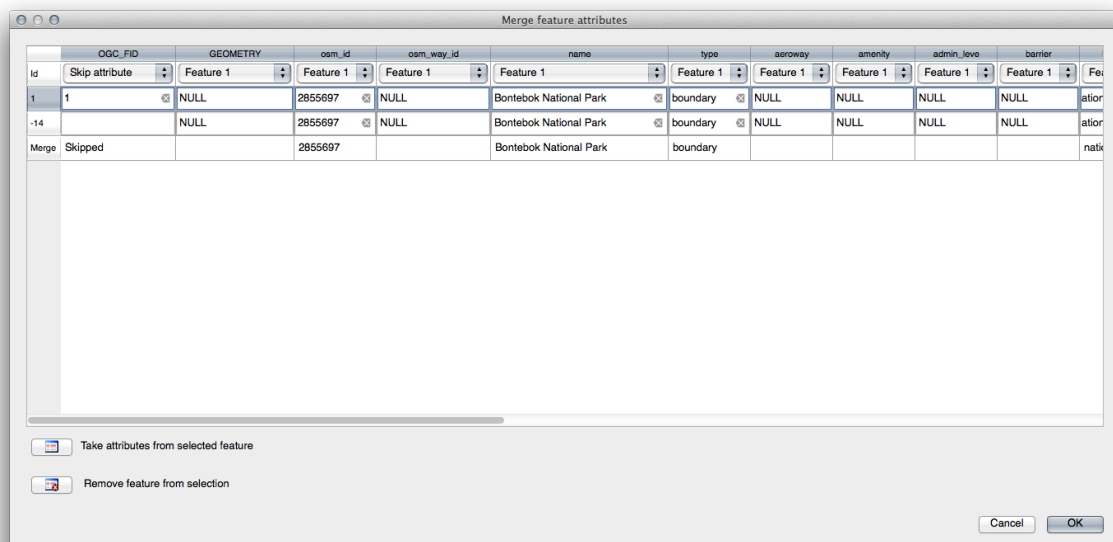 Merge feature attributes
OGC_FID GEOMETRY osm_id osm_way_id name type aeroway amenity admin_leve barrier
Id Skip attribute Feature 1 Feature 1 Feature 1 Feature 1 Feature 1 Feature 1 Feature 1 Feature 1 Feature 1 Fea
1 1 NULL 2855697 NULL Bontebok National Park boundary NULL NULL NULL NULL ation
-14 NULL 2855697 NULL Bontebok National Park boundary NULL NULL NULL NULL ation
Merge Skipped 2855697 Bontebok National Park boundary natio
Take attributes from selected feature
Remove feature from selection
Cancel OK